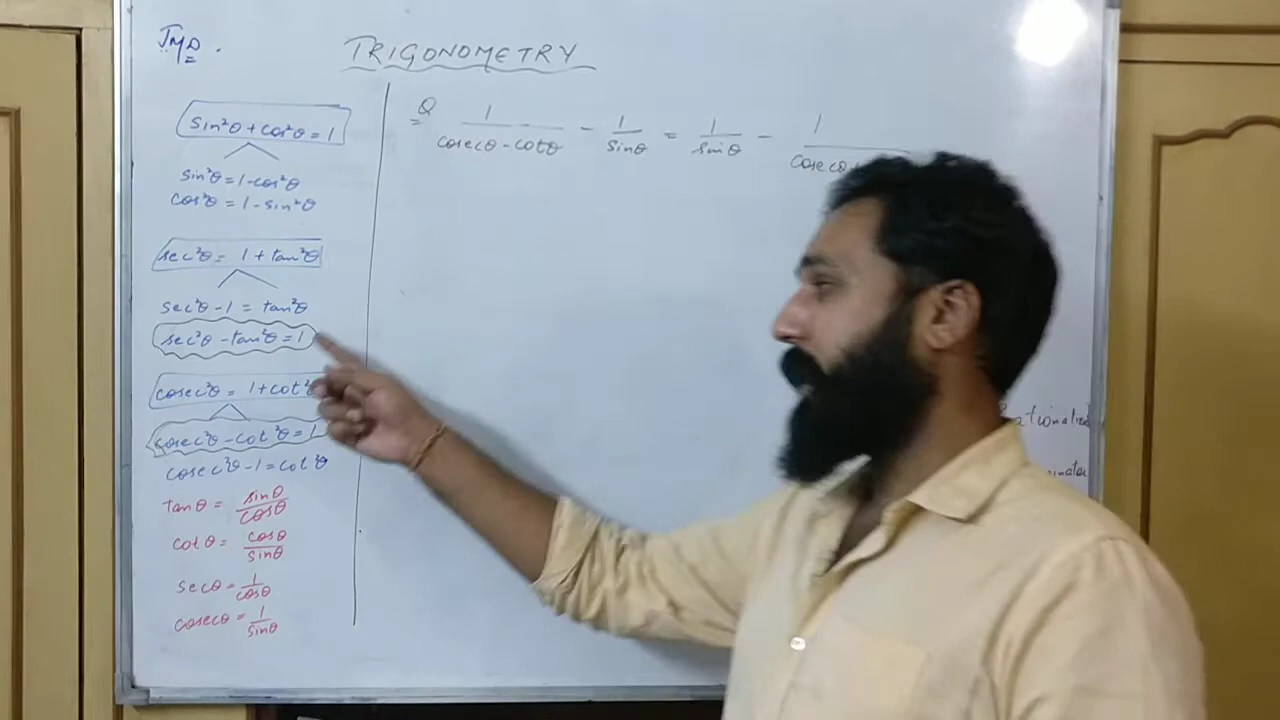 JMD.
TRIGONOMETRY
sin²θ + cos²θ = 1
sin²θ = 1 - cos²θ
cos²θ = 1 - sin²θ
sec²θ = 1 + tan²θ
sec²θ - 1 = tan²θ
sec²θ - tan²θ = 1
cosec²θ = 1 + cot²θ
cosec²θ - cot²θ = 1
cosec²θ - 1 = cot²θ
tanθ = sinθ/cosθ
cotθ = cosθ/sinθ
secθ = 1/cosθ
cosecθ = 1/sinθ
Q 1/(cosecθ - cotθ) - 1/sinθ = 1/sinθ - 1/cosecθ